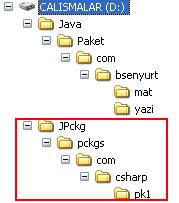 CALISMALAR (D:)
Java
Paket
com
bsenyurt
mat
yazi
JPckg
pckgs
com
csharp
pk1